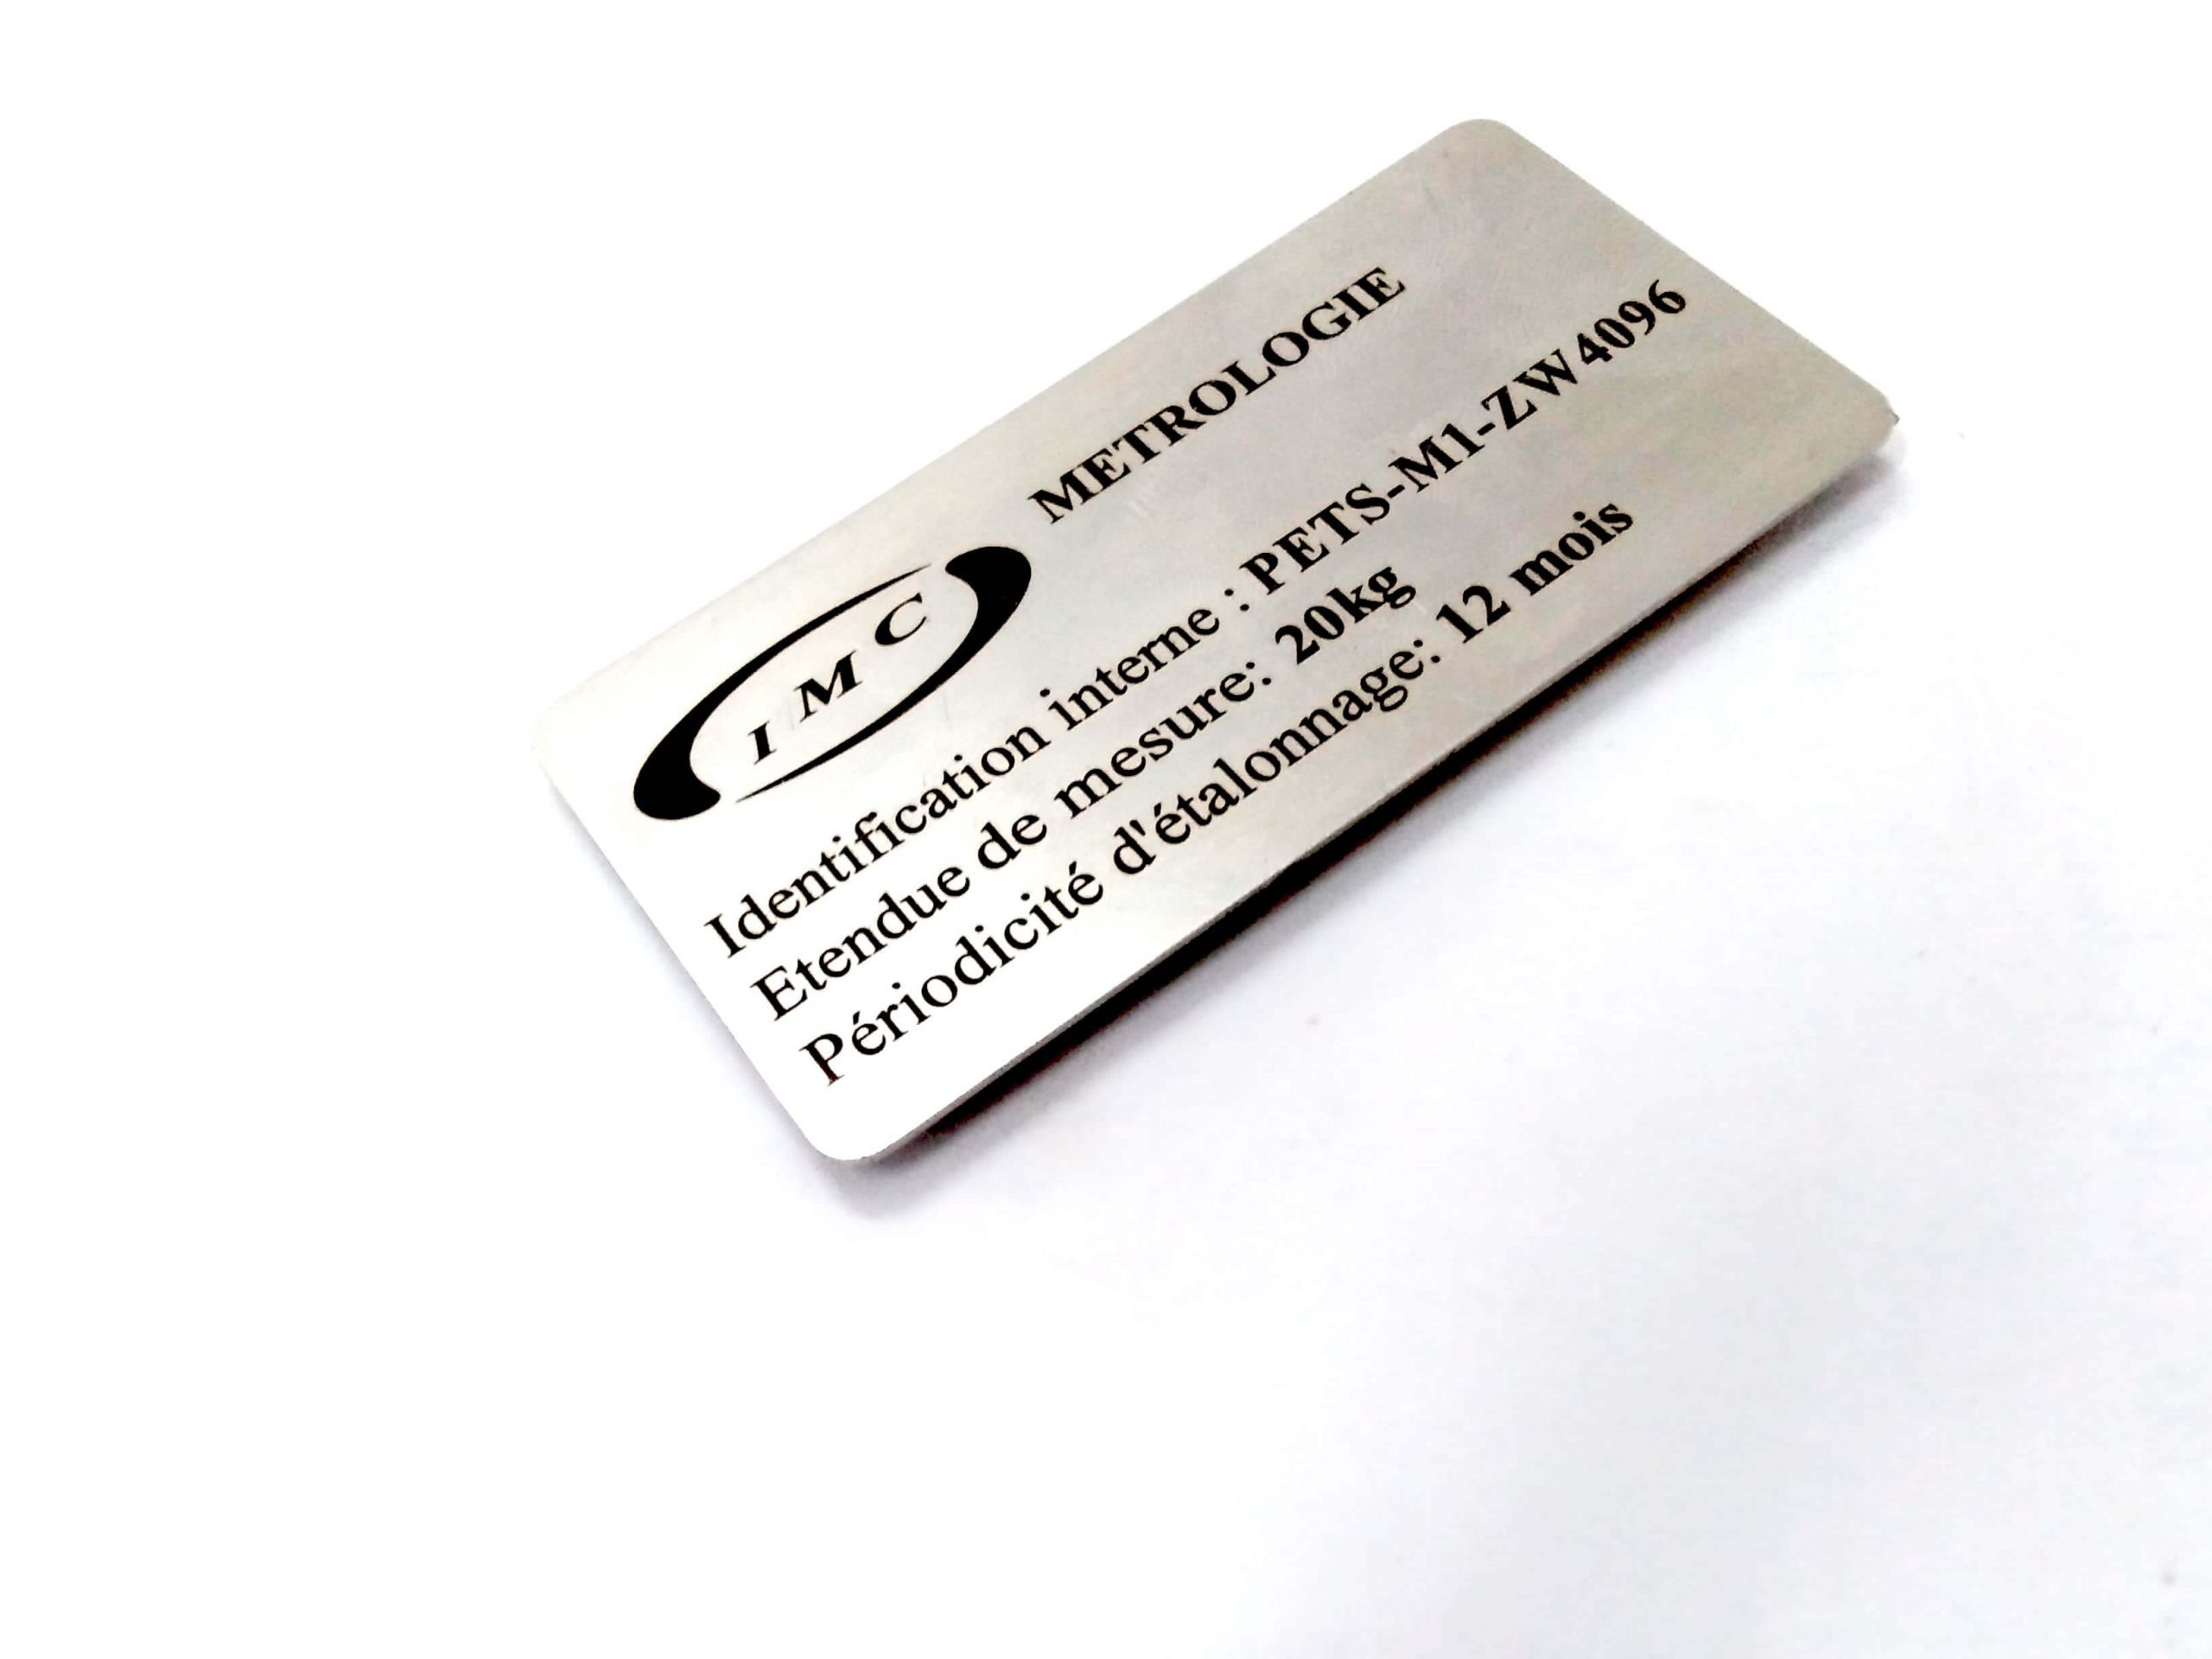 IMC METROLOGIE
Identification interne : PETS-M1-ZW4096
Etendue de mesure: 20kg
Périodicité d'étalonnage: 12 mois